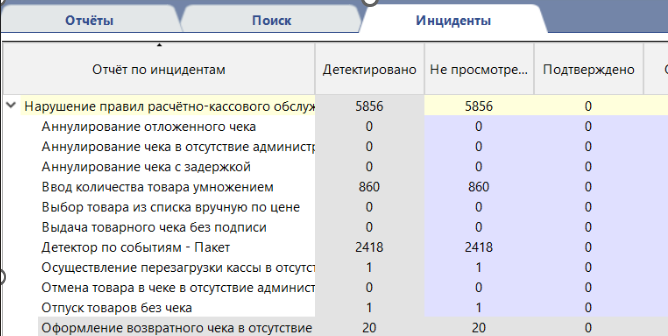 Отчёты Поиск Инциденты
Отчёт по инцидентам Детектировано Не просмотре... Подтверждено
Нарушение правил расчётно-кассового обслуж 5856 5856 0
Аннулирование отложенного чека 0 0 0
Аннулирование чека в отсутствие администр 0 0 0
Аннулирование чека с задержкой 0 0 0
Ввод количества товара умножением 860 860 0
Выбор товара из списка вручную по цене 0 0 0
Выдача товарного чека без подписи 0 0 0
Детектор по событиям - Пакет 2418 2418 0
Осуществление перезагрузки кассы в отсутст 1 1 0
Отмена товара в чеке в отсутствие админист 0 0 0
Отпуск товаров без чека 1 1 0
Оформление возвратного чека в отсутствие 20 20 0